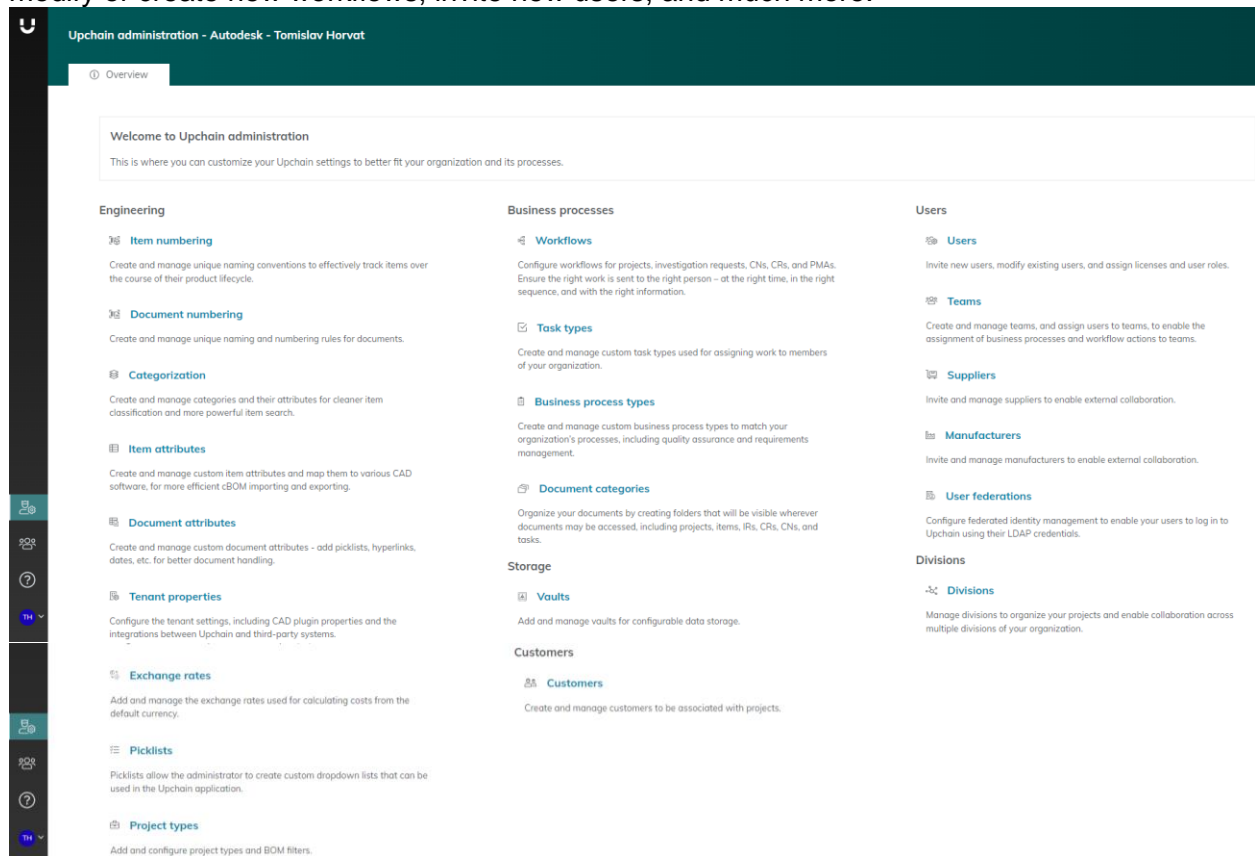 modify or create new workflows, invite new users, and much more.
Upchain administration - Autodesk - Tomislav Horvat
Overview
Welcome to Upchain administration
This is where you can customize your Upchain settings to better fit your organization and its processes.
Engineering
Item numbering
Create and manage unique naming conventions to effectively track items over
the course of their product lifecycle.
Document numbering
Create and manage unique naming and numbering rules for documents.
Categorization
Create and manage categories and their attributes for cleaner item
classification and more powerful item search.
Item attributes
Create and manage custom item attributes and map them to various CAD
software, for more efficient cBOM importing and exporting.
Document attributes
Create and manage custom document attributes - add picklists, hyperlinks,
dates, etc. for better document handling.
Tenant properties
Configure the tenant settings, including CAD plugin properties and the
integrations between Upchain and third-party systems.
Exchange rates
Add and manage the exchange rates used for calculating costs from the
default currency.
Picklists
Picklists allow the administrator to create custom dropdown lists that can be
used in the Upchain application.
Project types
Add and configure project types and BOM filters.
Business processes
Workflows
Configure workflows for projects, investigation requests, CNs, CRs, and PMAs.
Ensure the right work is sent to the right person – at the right time, in the right
sequence, and with the right information.
Task types
Create and manage custom task types used for assigning work to members
of your organization.
Business process types
Create and manage custom business process types to match your
organization's processes, including quality assurance and requirements
management.
Document categories
Organize your documents by creating folders that will be visible wherever
documents may be accessed, including projects, items, IRs, CRs, CNs, and
tasks.
Storage
Vaults
Add and manage vaults for configurable data storage.
Customers
Customers
Create and manage customers to be associated with projects.
Users
Users
Invite new users, modify existing users, and assign licenses and user roles.
Teams
Create and manage teams, and assign users to teams, to enable the
assignment of business processes and workflow actions to teams.
Suppliers
Invite and manage suppliers to enable external collaboration.
Manufacturers
Invite and manage manufacturers to enable external collaboration.
User federations
Configure federated identity management to enable your users to log in to
Upchain using their LDAP credentials.
Divisions
Divisions
Manage divisions to organize your projects and enable collaboration across
multiple divisions of your organization.
TH
TH